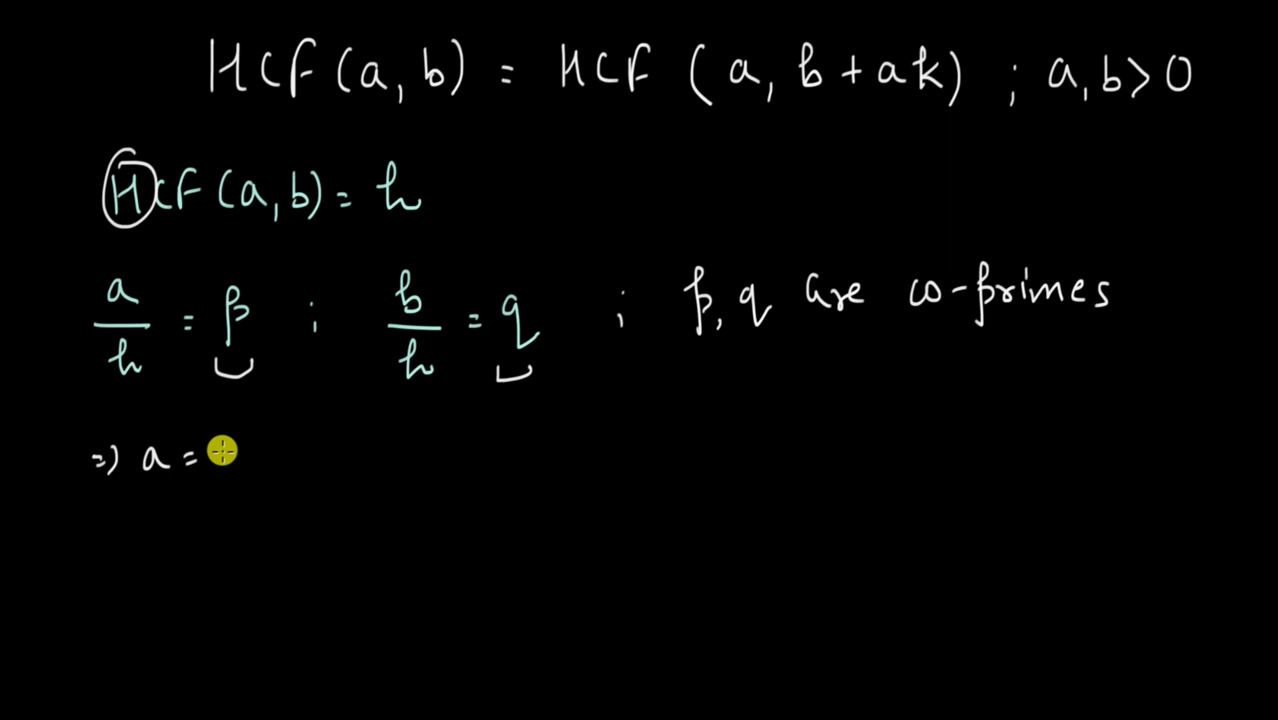 HCF (a, b) = HCF (a, b + ak) ; a, b > 0
HCF (a, b) = h
a/h = p ; b/h = q ; p, q are co-primes
=) a =